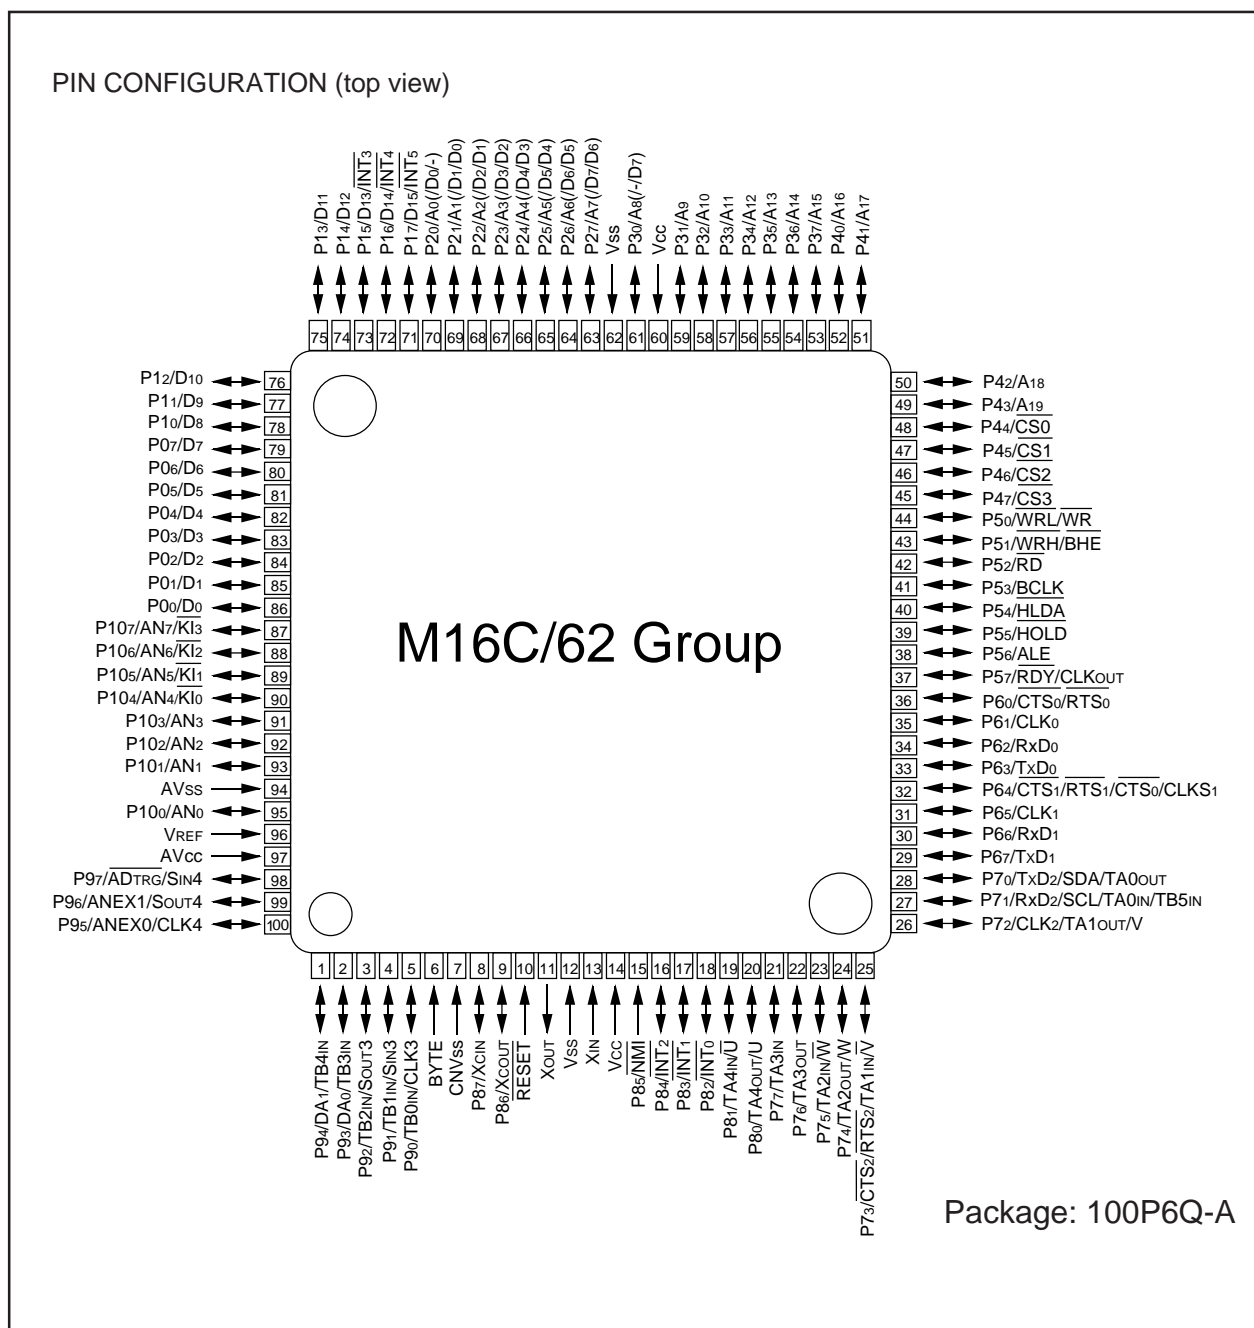 PIN CONFIGURATION (top view)
P13/D11
P14/D12
P15/D13/INT3
P16/D14/INT4
P17/D15/INT5
P20/A0(/D0/-)
P21/A1(/D1/D0)
P22/A2(/D2/D1)
P23/A3(/D3/D2)
P24/A4(/D4/D3)
P25/A5(/D5/D4)
P26/A6(/D6/D5)
P27/A7(/D7/D6)
Vss
P30/A8(/-/D7)
Vcc
P31/A9
P32/A10
P33/A11
P34/A12
P35/A13
P36/A14
P37/A15
P40/A16
P41/A17
75 74 73 72 71 70 69 68 67 66 65 64 63 62 61 60 59 58 57 56 55 54 53 52 51
P12/D10 76
P11/D9 77
P10/D8 78
P07/D7 79
P06/D6 80
P05/D5 81
P04/D4 82
P03/D3 83
P02/D2 84
P01/D1 85
P00/D0 86
P107/AN7/KI3 87
P106/AN6/KI2 88
P105/AN5/KI1 89
P104/AN4/KI0 90
P103/AN3 91
P102/AN2 92
P101/AN1 93
AVSS 94
P100/AN0 95
VREF 96
AVcc 97
P97/ADTRG/SIN4 98
P96/ANEX1/SOUT4 99
P95/ANEX0/CLK4 100
M16C/62 Group
50 P42/A18
49 P43/A19
48 P44/CS0
47 P45/CS1
46 P46/CS2
45 P47/CS3
44 P50/WRL/WR
43 P51/WRH/BHE
42 P52/RD
41 P53/BCLK
40 P54/HLDA
39 P55/HOLD
38 P56/ALE
37 P57/RDY/CLKOUT
36 P60/CTS0/RTS0
35 P61/CLK0
34 P62/RxD0
33 P63/TXD0
32 P64/CTS1/RTS1/CTS0/CLKS1
31 P65/CLK1
30 P66/RxD1
29 P67/TXD1
28 P70/TXD2/SDA/TA0OUT
27 P71/RxD2/SCL/TA0IN/TB5IN
26 P72/CLK2/TA1OUT/V
1 2 3 4 5 6 7 8 9 10 11 12 13 14 15 16 17 18 19 20 21 22 23 24 25
P94/DA1/TB4IN
P93/DA0/TB3IN
P92/TB2IN/SOUT3
P91/TB1IN/SIN3
P90/TB0IN/CLK3
BYTE
CNVss
P87/XCIN
P86/XCOUT
RESET
XOUT
VSS
XIN
VCC
P85/NMI
P84/INT2
P83/INT1
P82/INT0
P81/TA4IN/U
P80/TA4OUT/U
P77/TA3IN
P76/TA3OUT
P75/TA2IN/W
P74/TA2OUT/W
P73/CTS2/RTS2/TA1IN/V
Package: 100P6Q-A